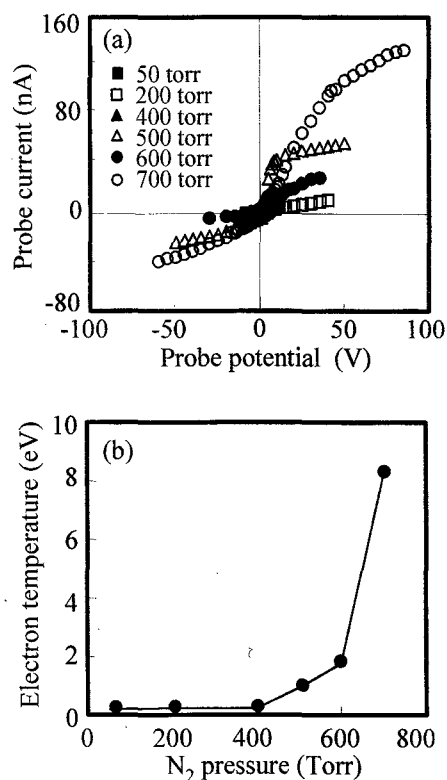 (a)
160
80
0
-80
Probe current (nA)
50 torr
200 torr
400 torr
500 torr
600 torr
700 torr
-100
-50
0
50
100
Probe potential (V)
(b)
10
8
6
4
2
0
Electron temperature (eV)
0
200
400
600
800
N2 pressure (Torr)